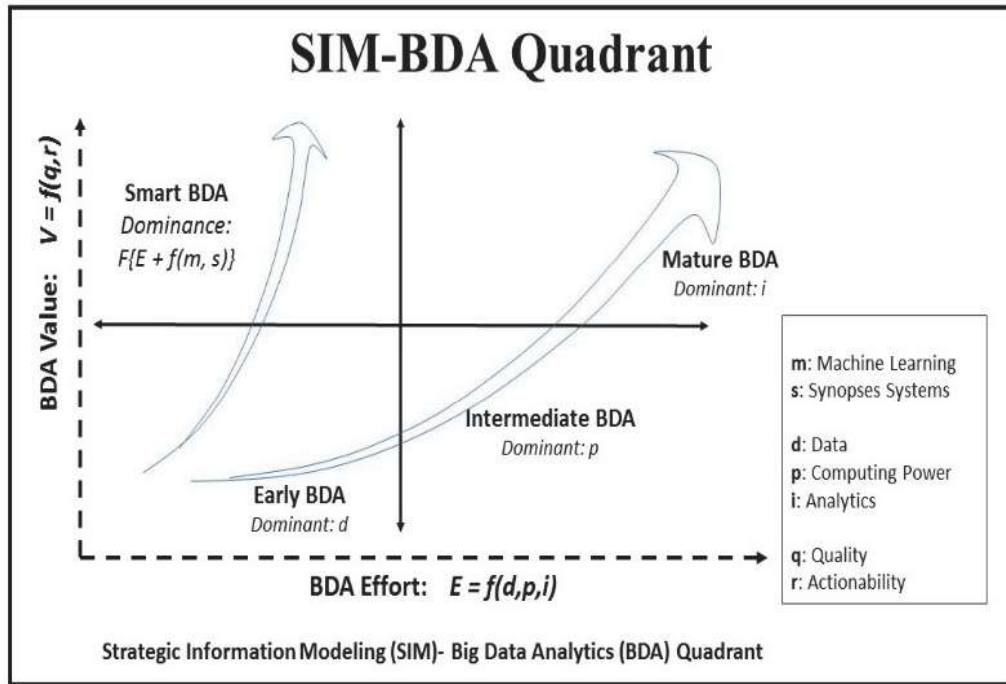 SIM-BDA Quadrant
BDA Value: V = f(q,r)
Smart BDA
Dominance:
F{E + f(m, s)}
Mature BDA
Dominant: i
Intermediate BDA
Dominant: p
Early BDA
Dominant: d
m: Machine Learning
s: Synopses Systems
d: Data
p: Computing Power
i: Analytics
q: Quality
r: Actionability
BDA Effort: E = f(d,p,i)
Strategic Information Modeling (SIM)- Big Data Analytics (BDA) Quadrant